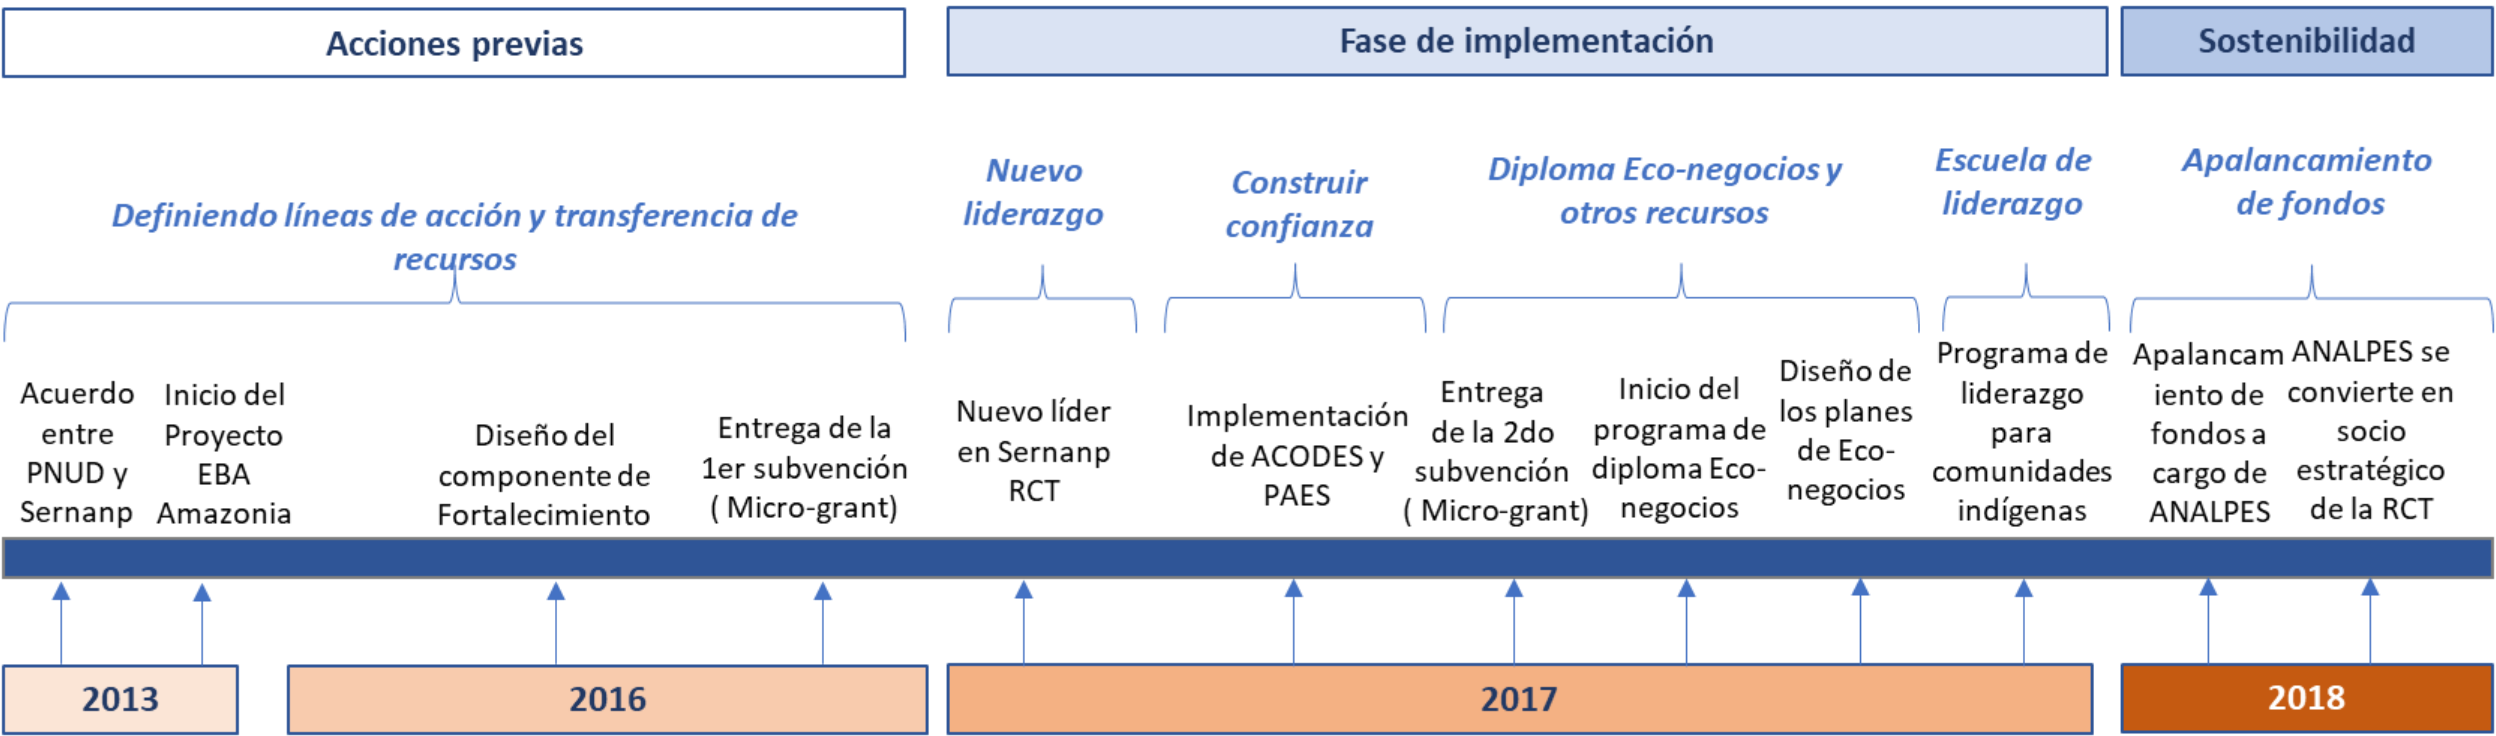 Acciones previas
Fase de implementación
Sostenibilidad
Definiendo líneas de acción y transferencia de
recursos
Nuevo
liderazgo
Construir
confianza
Diploma Eco-negocios y
otros recursos
Escuela de
liderazgo
Apalancamiento
de fondos
Acuerdo
entre
PNUD y
Sernanp
Inicio del
Proyecto
EBA
Amazonia
Diseño del
componente de
Fortalecimiento
Entrega de la
1er subvención
( Micro-grant)
Nuevo líder
en Sernanp
RCT
Implementación
de ACODES y
PAES
Entrega
de la 2do
subvención
( Micro-grant)
Inicio del
programa de
diploma Eco-
negocios
Diseño de
los planes
de Eco-
negocios
Programa de
liderazgo
para
comunidades
indígenas
Apalancam
iento de
fondos a
cargo de
ANALPES
ANALPES se
convierte en
socio
estratégico
de la RCT
2013
2016
2017
2018